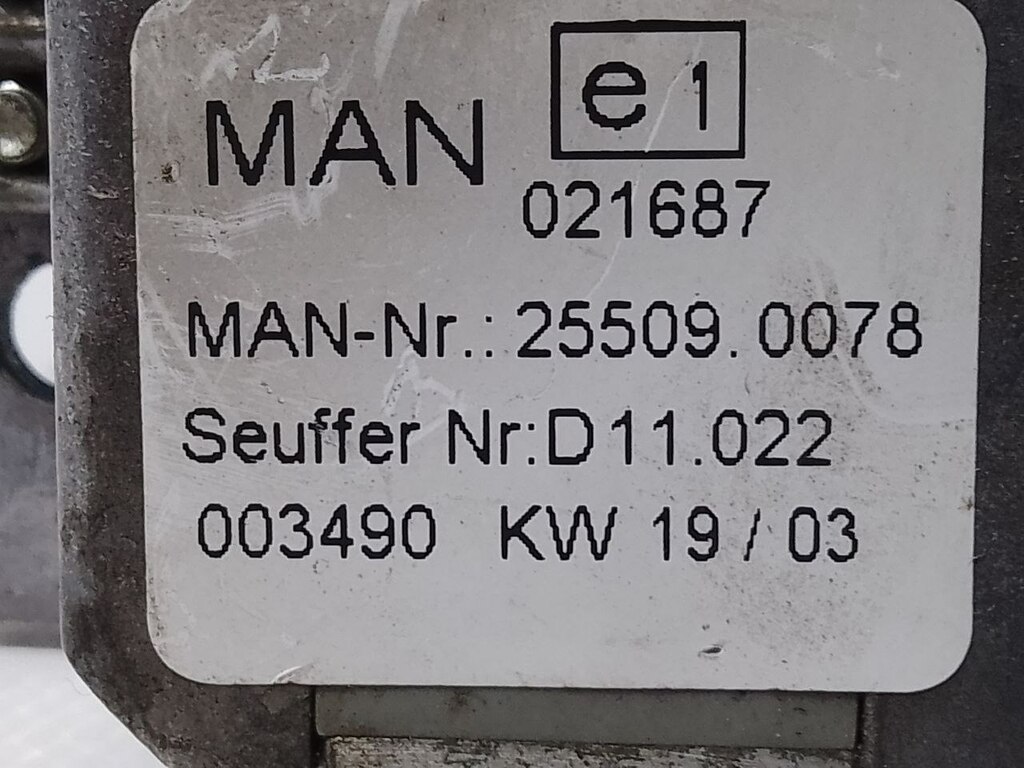 MAN e1
021687
MAN-Nr.: 25509.0078
Seuffer Nr:D11.022
003490 KW 19 / 03